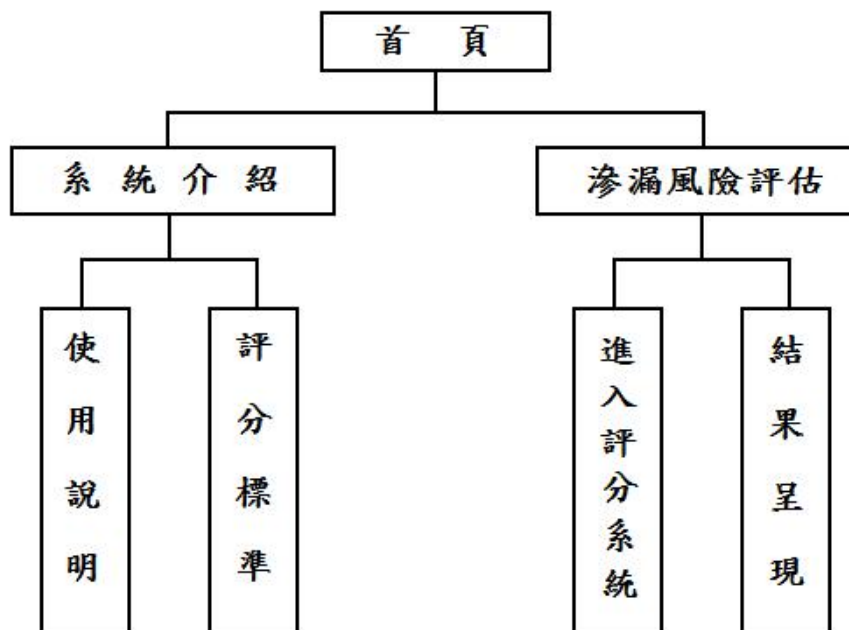 首頁
系統介紹
滲漏風險評估
使用說明
評分標準
進入評分系統
結果呈現